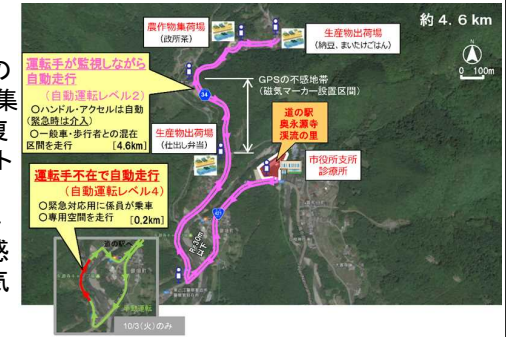 の
集
复
ト
感
気
約４．６ｋｍ
農作物集荷場
(政所茶)
生産物出荷場
(納豆、まいたけごはん)
N
0 100m
運転手が監視しながら
自動走行
(自動運転レベル2)
○ハンドル・アクセルは自動
(緊急時は介入)
○一般車・歩行者との混在
区間を走行 [4.6km]
GPSの不感地帯
(磁気マーカー設置区間)
34
道の駅
奥永源寺
渓流の里
生産物出荷場
(仕出し弁当)
市役所支所
診療所
運転手不在で自動走行
(自動運転レベル4)
○緊急対応用に係員が乗車
○専用空間を走行 [0.2km]
421
R=30m
以下
道の駅へ
10/3(火)のみ